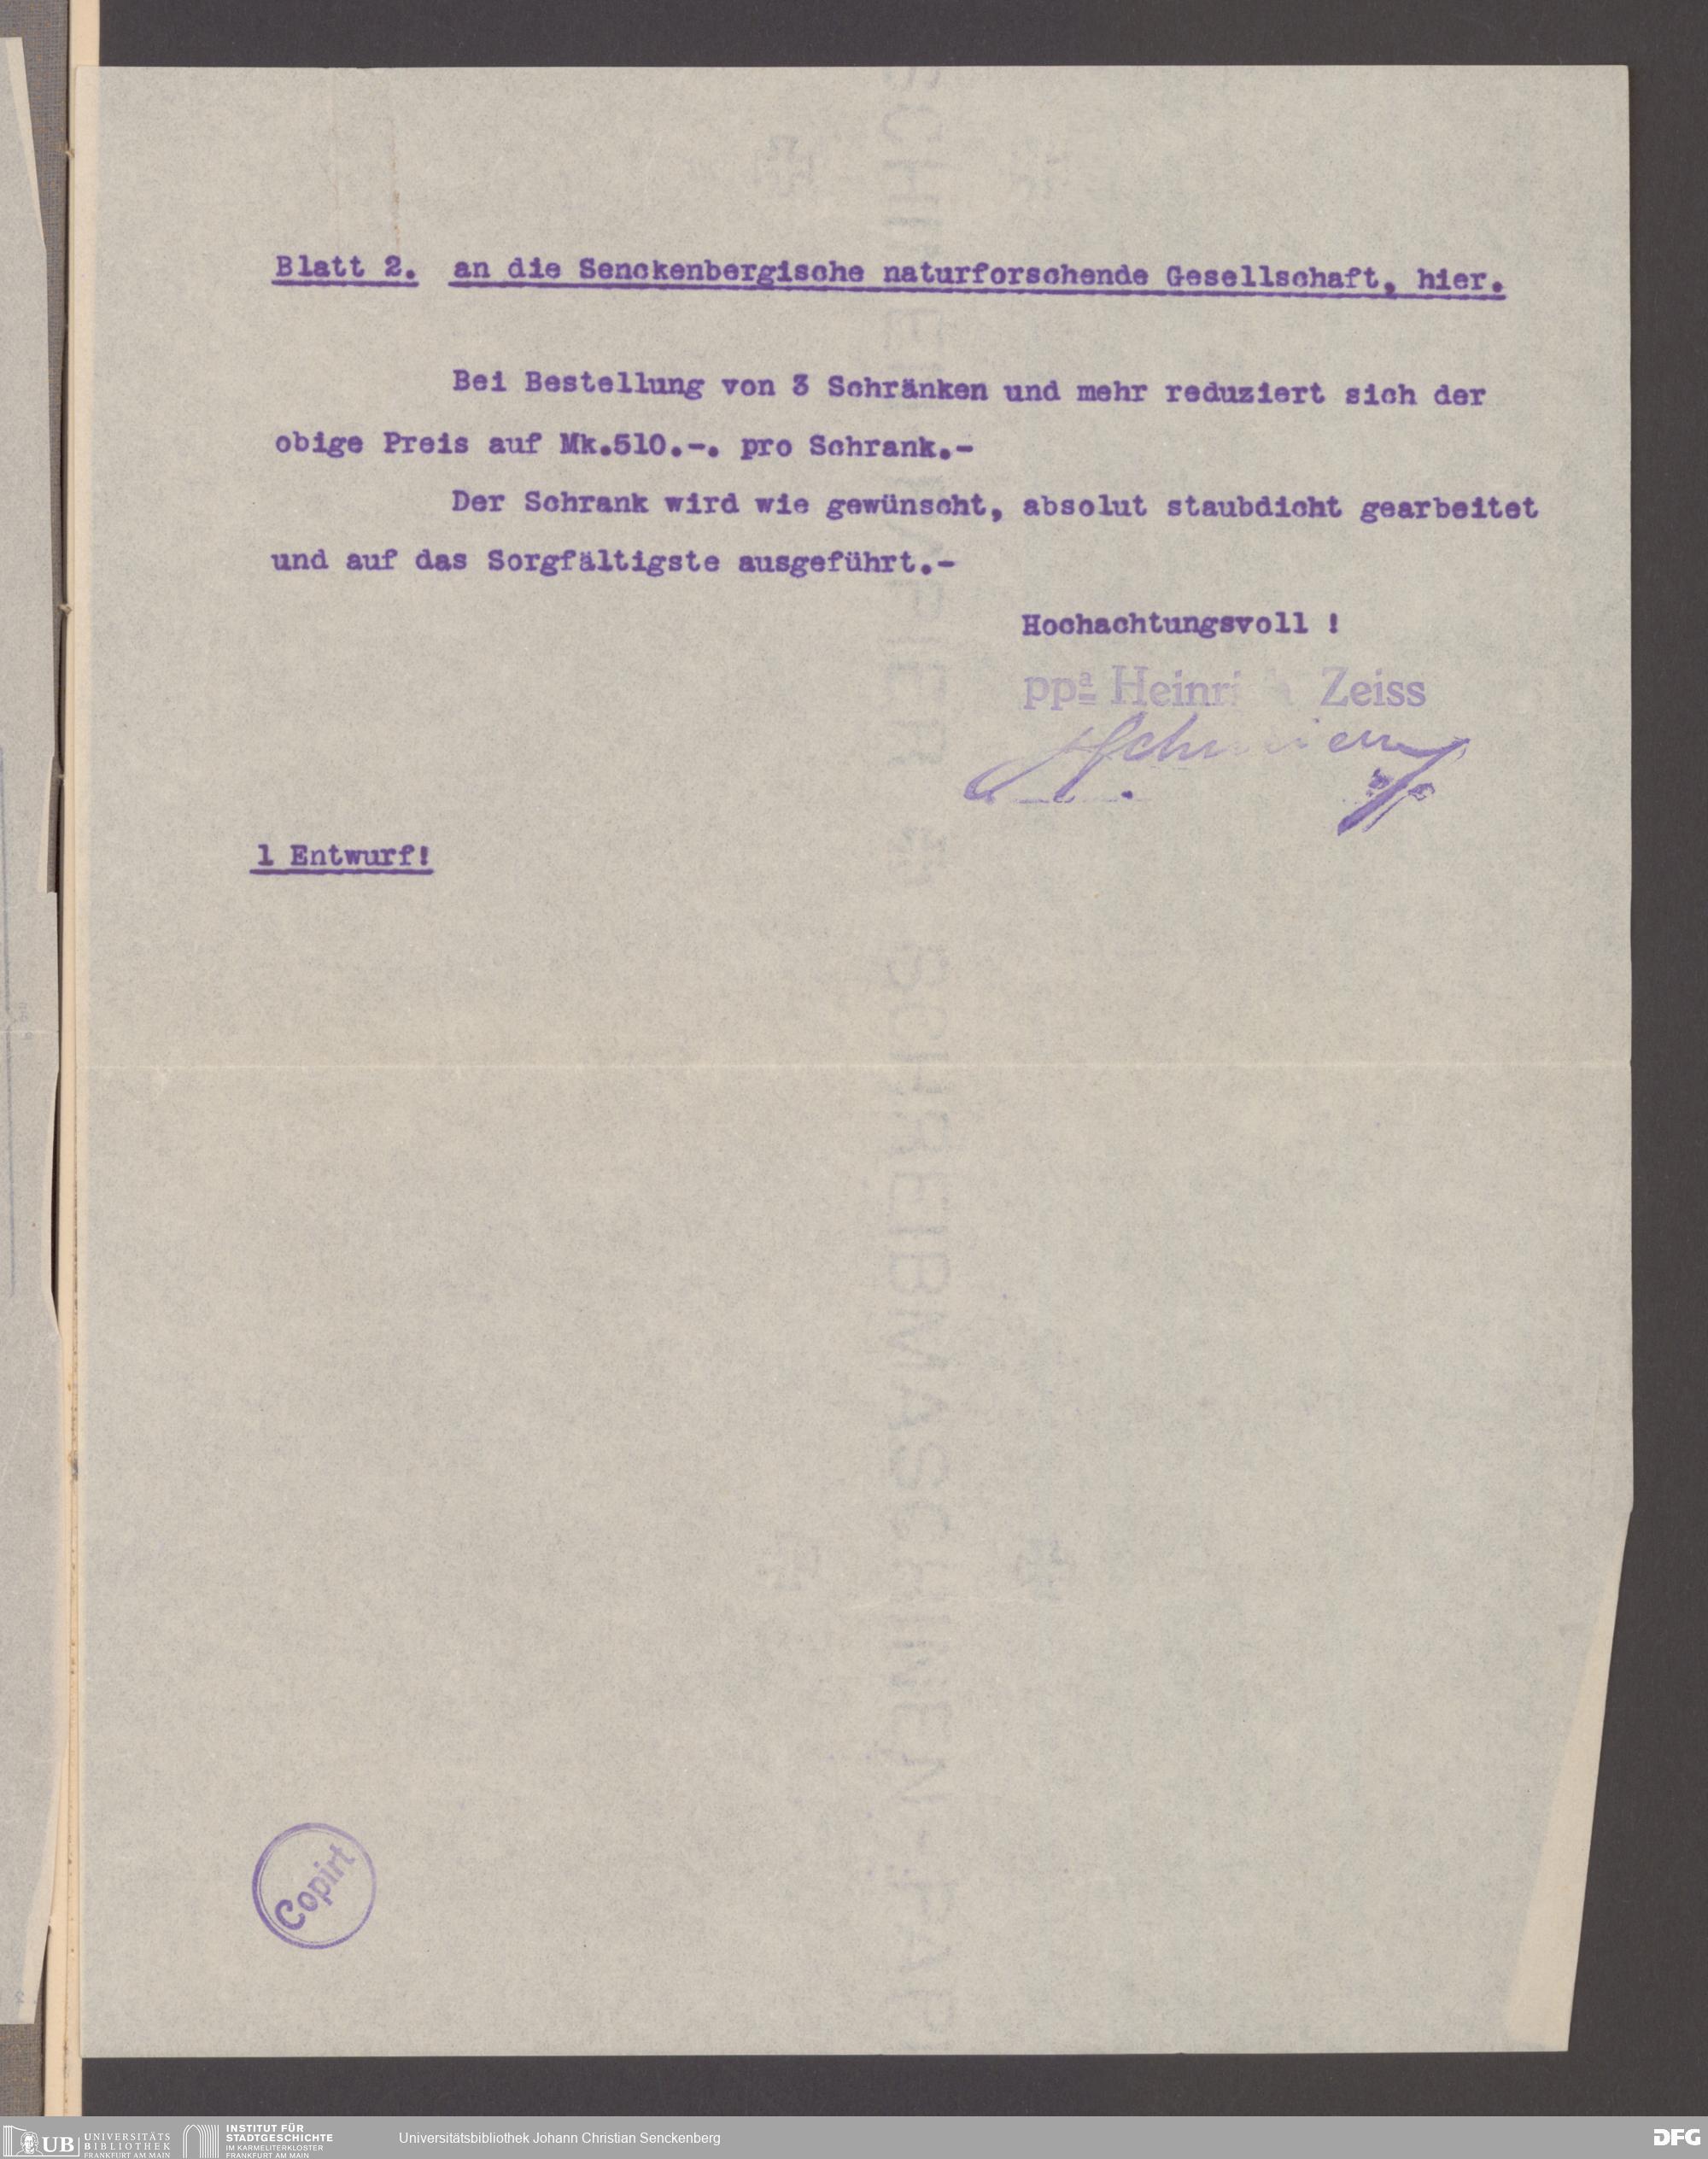 Blatt 2. an die Senckenbergische naturforschende Gesellschaft, hier.
Bei Bestellung von 3 Schränken und mehr reduziert sich der
obige Preis auf Mk.510.-. pro Schrank.-
Der Schrank wird wie gewünscht, absolut staubdicht gearbeitet
und auf das Sorgfältigste ausgeführt.-
Hochachtungsvoll !
ppa Heinrich Zeiss
1 Entwurf!
Copirt
UB UNIVERSITÄTS
BIBLIOTHEK
FRANKFURT AM MAIN
INSTITUT FÜR
STADTGESCHICHTE
IM KARMELITERKLOSTER
FRANKFURT AM MAIN
Universitätsbibliothek Johann Christian Senckenberg
DFG